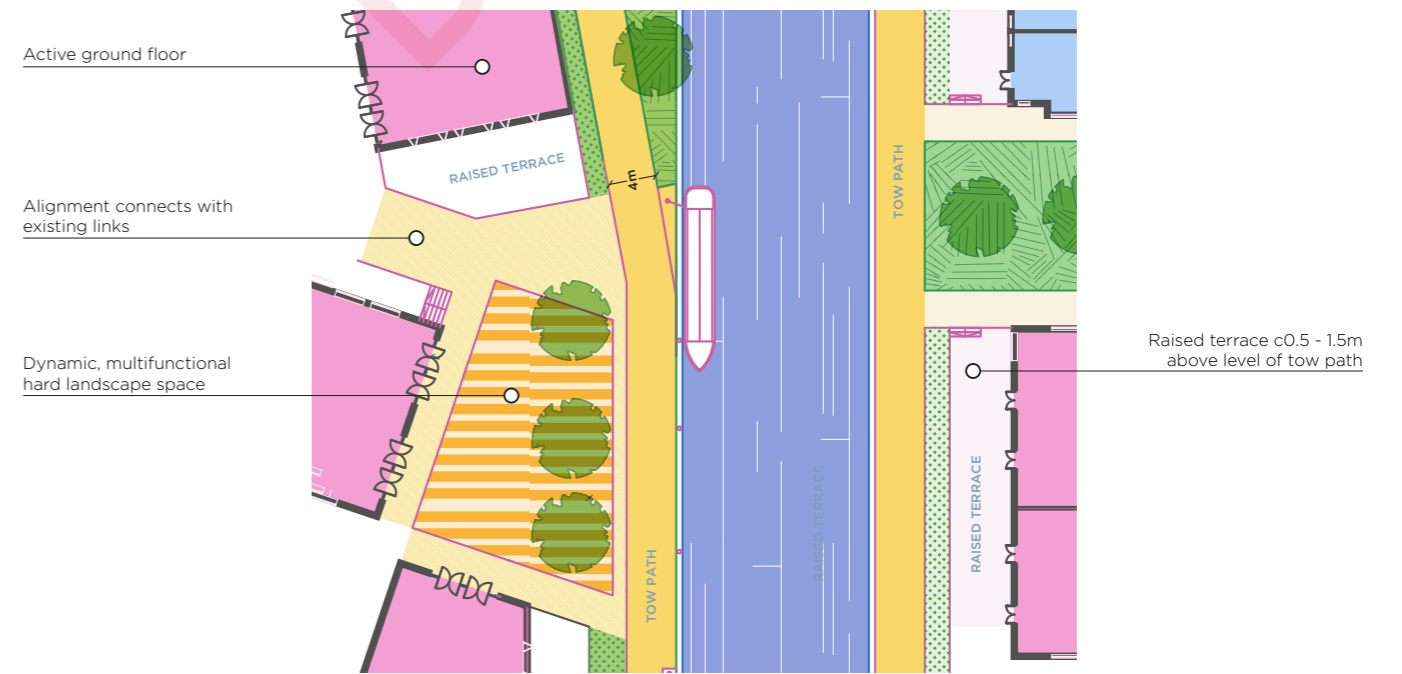 Active ground floor
RAISED TERRACE
4m
TOW PATH
Alignment connects with
existing links
Raised terrace c0.5 - 1.5m
above level of tow path
Dynamic, multifunctional
hard landscape space
RAISED TERRACE
RAISED TERRACE
TOW PATH